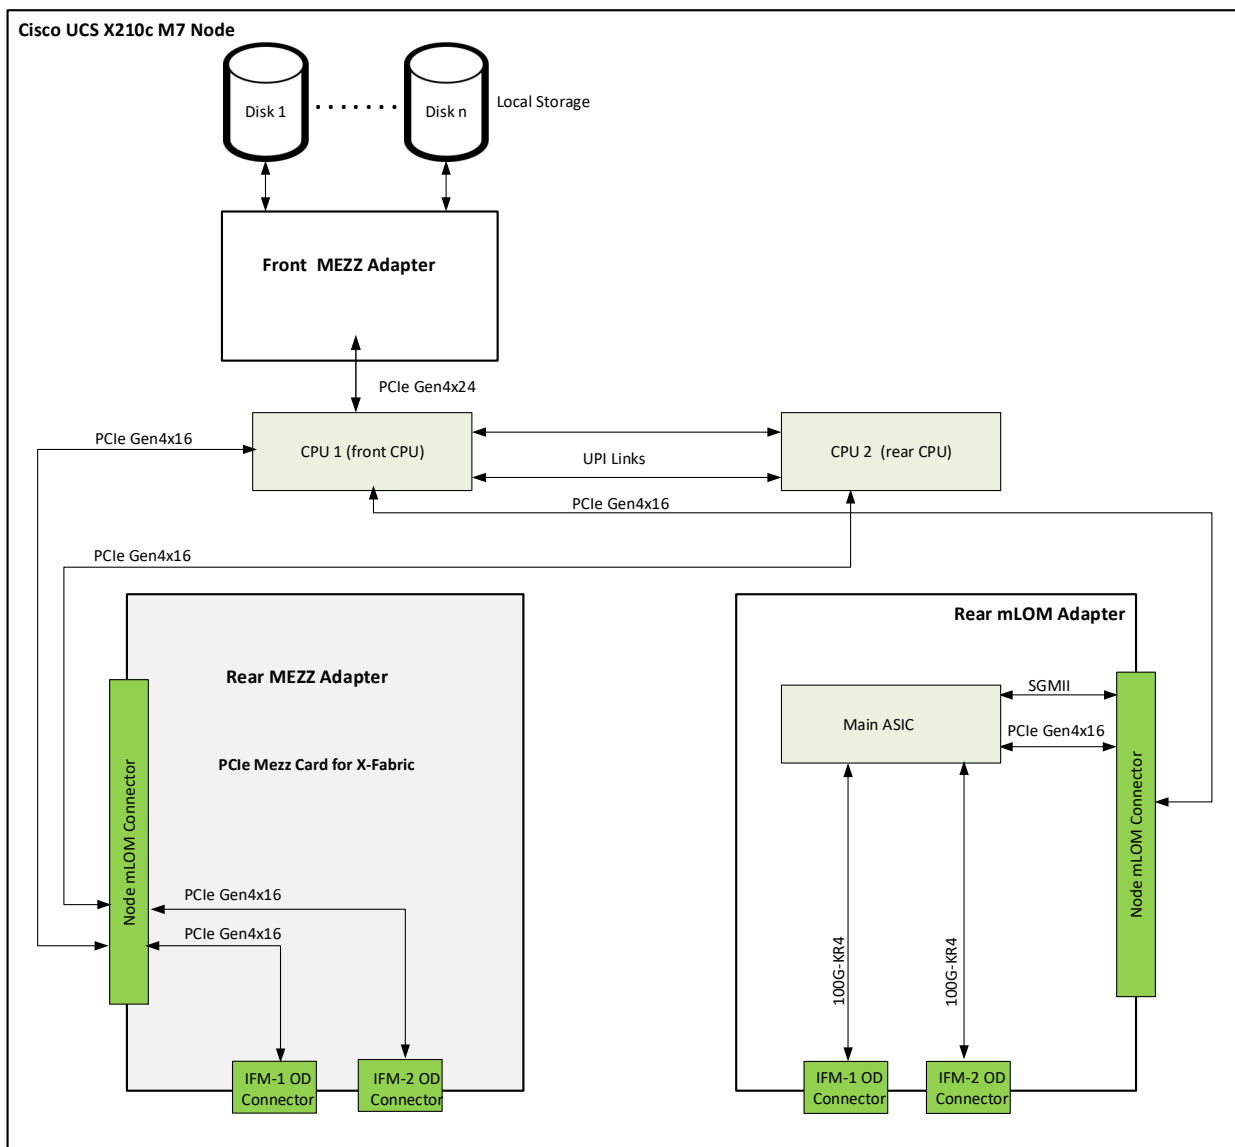 Cisco UCS X210c M7 Node
Disk 1
Disk n
Local Storage
Front MEZZ Adapter
PCIe Gen4x24
PCIe Gen4x16
CPU 1 (front CPU)
UPI Links
CPU 2 (rear CPU)
PCIe Gen4x16
PCIe Gen4x16
Rear MEZZ Adapter
PCIe Mezz Card for X-Fabric
Node mLOM Connector
PCIe Gen4x16
PCIe Gen4x16
IFM-1 OD
Connector
IFM-2 OD
Connector
Rear mLOM Adapter
Main ASIC
SGMII
PCIe Gen4x16
Node mLOM Connector
100G-KR4
100G-KR4
IFM-1 OD
Connector
IFM-2 OD
Connector